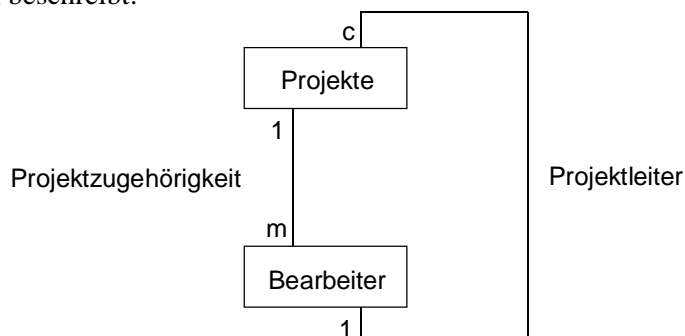 beschreibt.
c
Projekte
1
Projektzugehörigkeit
Projektleiter
m
Bearbeiter
1